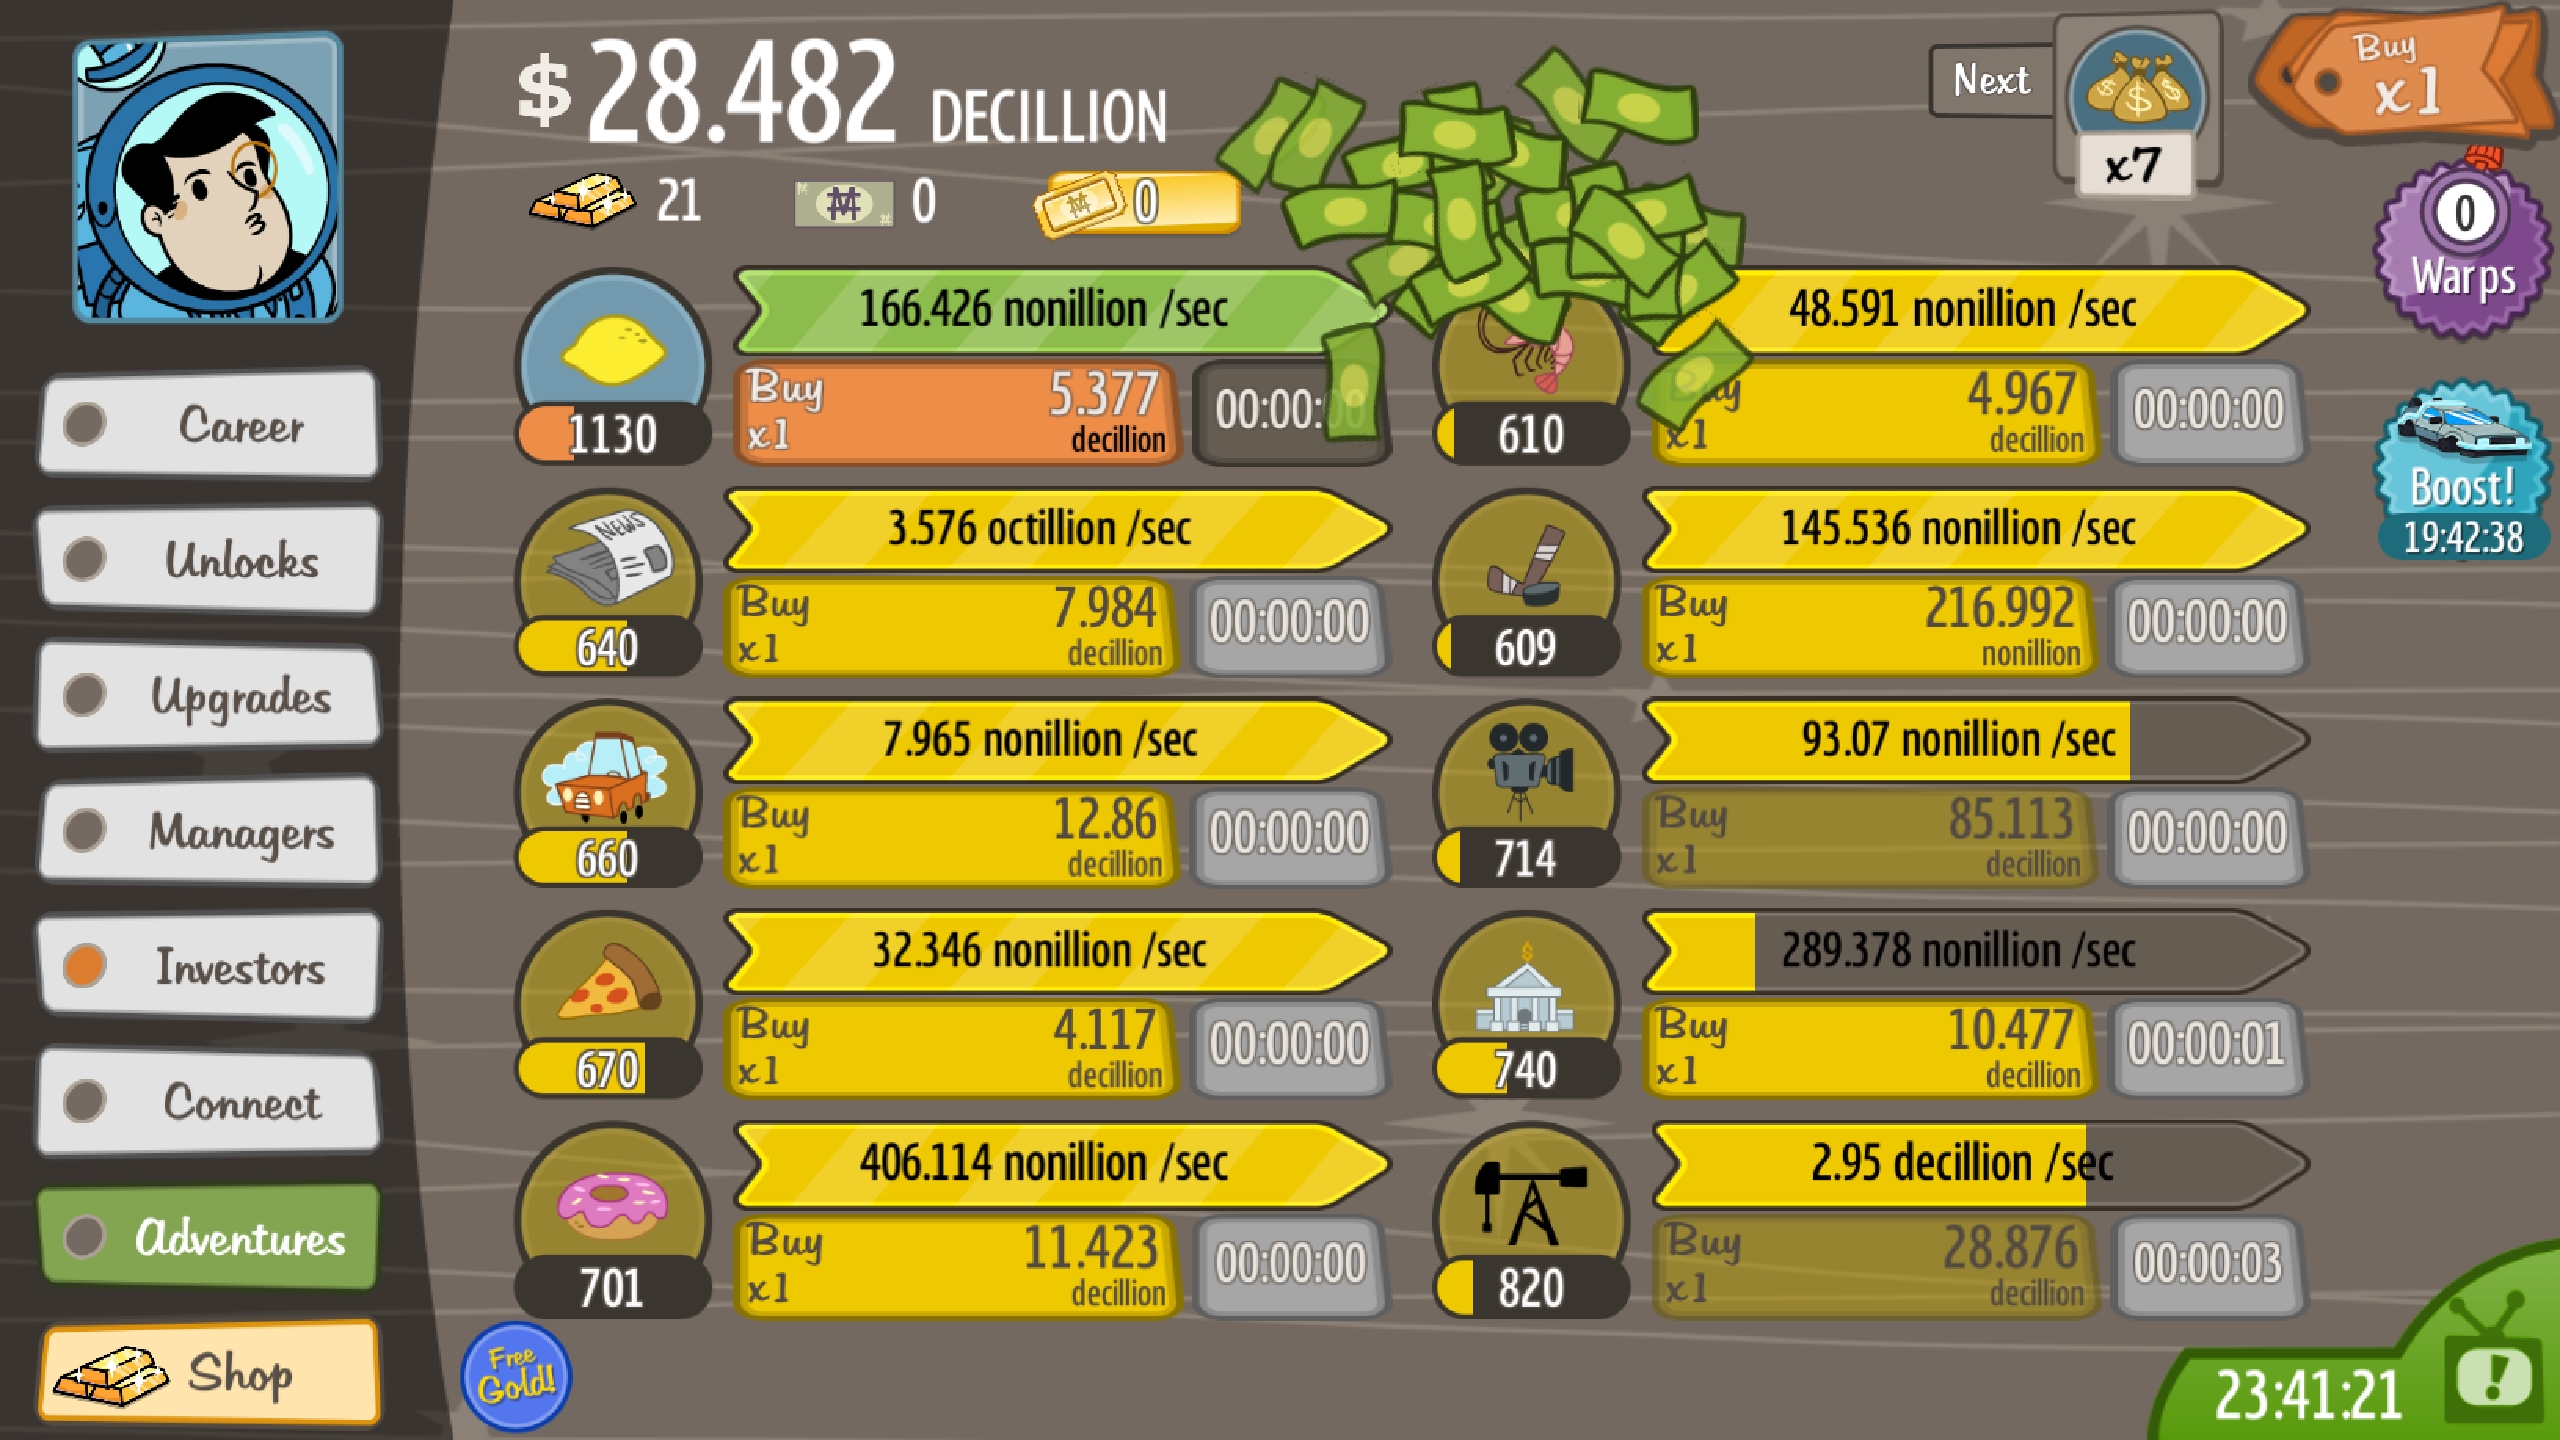 $28.482 DECILLION
21 0 0
Next
x7
Buy
x1
0
Warps
Boost!
19:42:38
Career
Unlocks
Upgrades
Managers
Investors
Connect
Adventures
Shop
166.426 nonillion /sec
Buy 5.377
x1 decillion
1130
48.591 nonillion /sec
4.967
x1 decillion
00:00:00
610
NEWS
3.576 octillion /sec
Buy 7.984
x1 decillion
00:00:00
640
145.536 nonillion /sec
Buy 216.992
x1 nonillion
00:00:00
609
7.965 nonillion /sec
Buy 12.86
x1 decillion
00:00:00
660
93.07 nonillion /sec
Buy 85.113
x1 decillion
00:00:00
714
32.346 nonillion /sec
Buy 4.117
x1 decillion
00:00:00
670
289.378 nonillion /sec
Buy 10.477
x1 decillion
00:00:01
740
406.114 nonillion /sec
Buy 11.423
x1 decillion
00:00:00
701
2.95 decillion /sec
Buy 28.876
x1 decillion
00:00:03
820
Free
Gold!
23:41:21